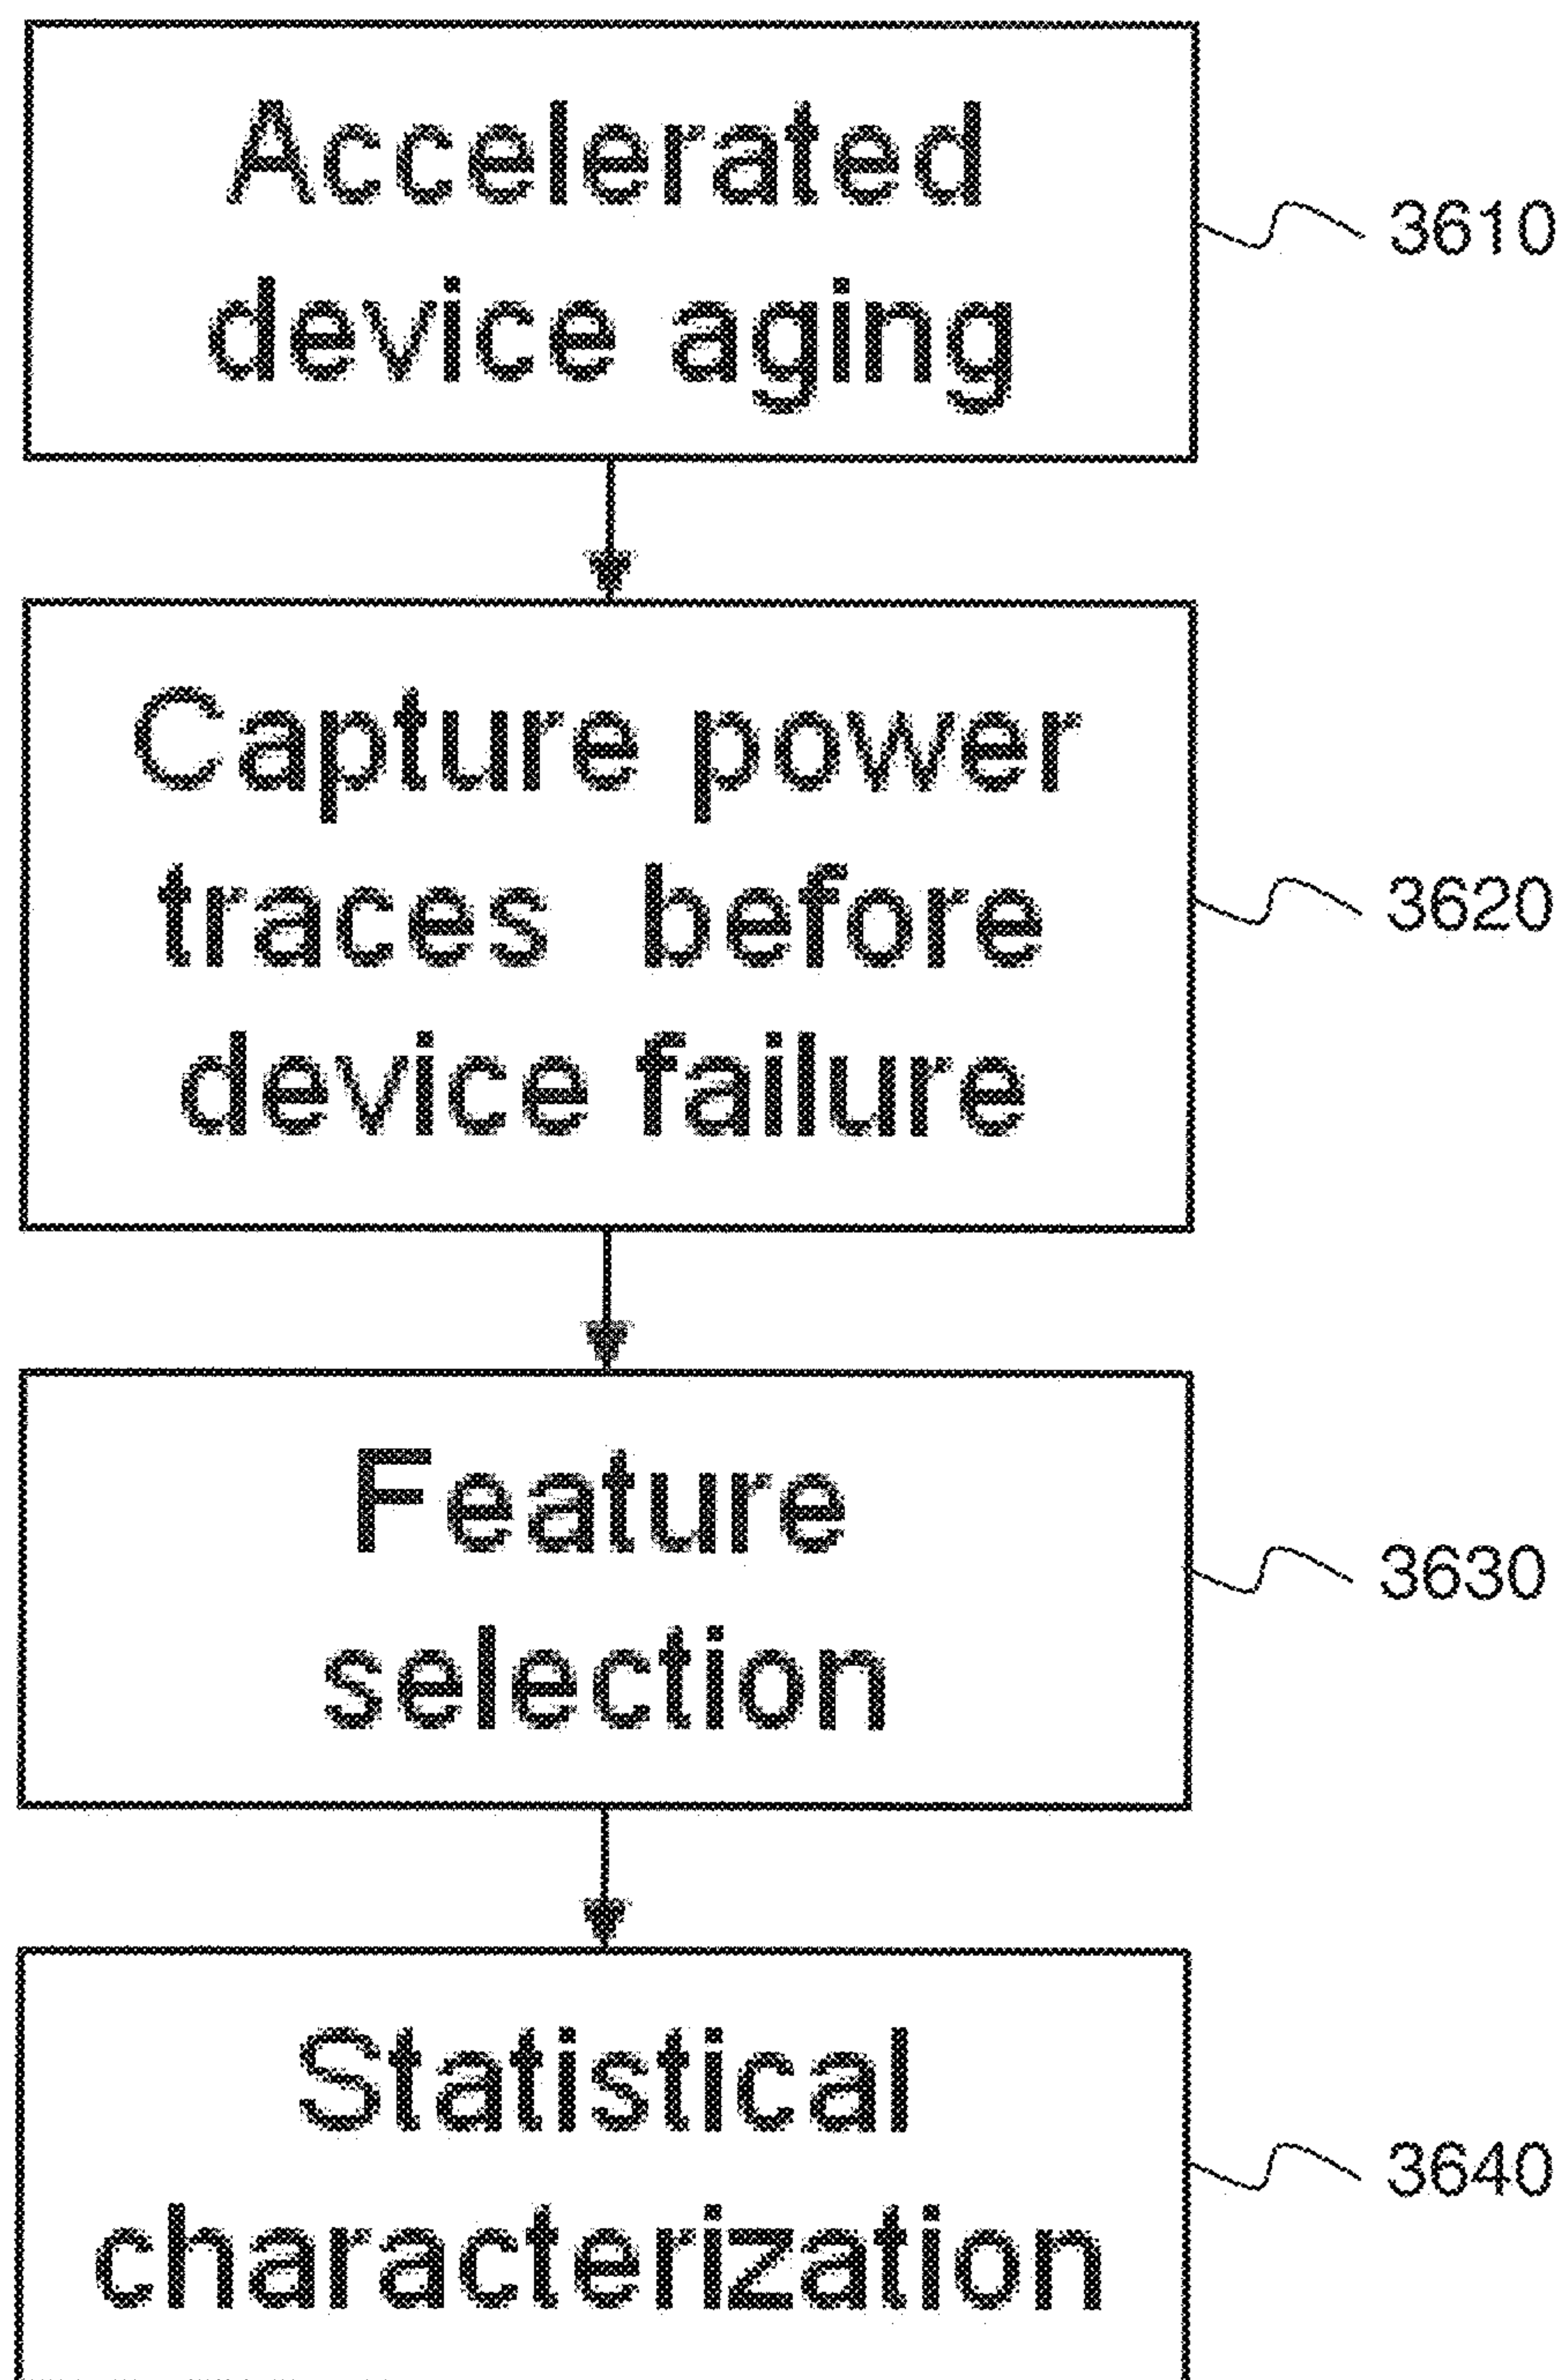 Accelerated
device aging
3610
Capture power
traces before
device failure
3620
Feature
selection
3630
Statistical
characterization
3640